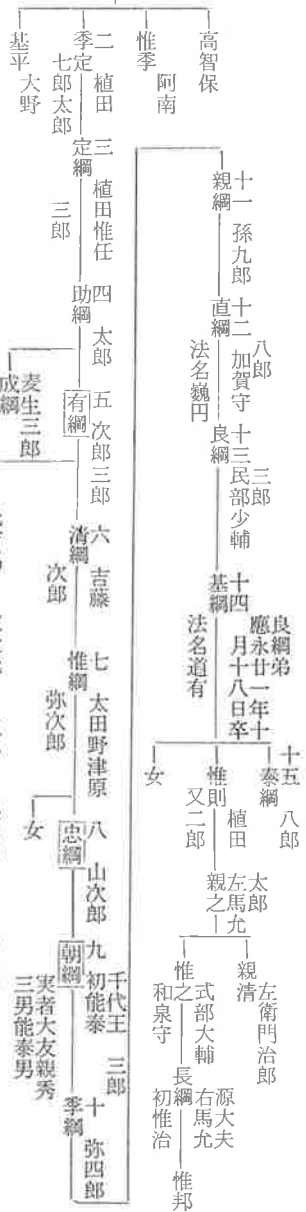 高智保
惟季
阿南
二
季定
植田
七郎太郎
基平
大野
三
定綱
植田惟任
三郎
四
助綱
太郎
五
有綱
次郎三郎
麦生三郎
成綱
六
清綱
吉藤
次郎
七
惟綱
太田野津原
弥次郎
女
八
忠綱
山次郎
九
朝綱
千代王
初能泰
三郎
実者大友親秀
三男能泰男
十
季綱
弥四郎
十一
親綱
孫九郎
十二
直綱
八郎
加賀守
法名巍円
十三
良綱
三郎
民部少輔
十四
基綱
良綱弟
應永廿一年十
月十八日卒
法名道有
十五
泰綱
八郎
惟則
植田
又二郎
女
太郎
左馬允
親之
親清
左衛門治郎
惟之
式部大輔
和泉守
長綱
源大夫
右馬允
初惟治
惟邦